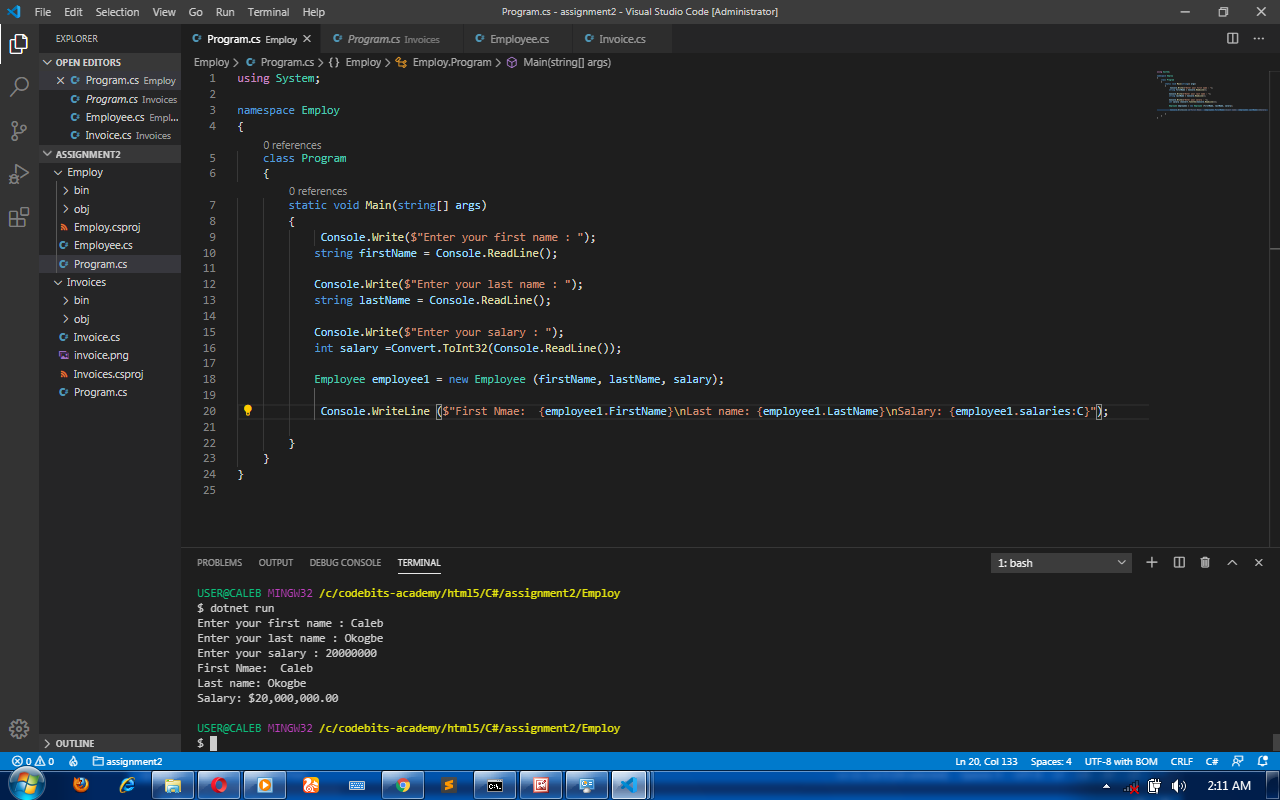 File Edit Selection View Go Run Terminal Help Program.cs - assignment2 - Visual Studio Code [Administrator]
EXPLORER
OPEN EDITORS
Program.cs Employ
Program.cs Invoices
Employee.cs Empl...
Invoice.cs Invoices
ASSIGNMENT2
Employ
bin
obj
Employ.csproj
Employee.cs
Program.cs
Invoices
bin
obj
Invoice.cs
invoice.png
Invoices.csproj
Program.cs
OUTLINE
Program.cs Employ Program.cs Invoices Employee.cs Invoice.cs
Employ > Program.cs > {} Employ > Employ.Program > Main(string[] args)
1 using System;
2
3 namespace Employ
4 {
0 references
5 class Program
6 {
0 references
7 static void Main(string[] args)
8 {
9 Console.Write($"Enter your first name : ");
10 string firstName = Console.ReadLine();
11
12 Console.Write($"Enter your last name : ");
13 string lastName = Console.ReadLine();
14
15 Console.Write($"Enter your salary : ");
16 int salary =Convert.ToInt32(Console.ReadLine());
17
18 Employee employee1 = new Employee (firstName, lastName, salary);
19
20 Console.WriteLine ($"First Nmae:  {employee1.FirstName}\nLast name: {employee1.LastName}\nSalary: {employee1.salaries:C}");
21
22 }
23 }
24 }
25
PROBLEMS OUTPUT DEBUG CONSOLE TERMINAL 1: bash
USER@CALEB MINGW32 /c/codebits-academy/html5/C#/assignment2/Employ
$ dotnet run
Enter your first name : Caleb
Enter your last name : Okogbe
Enter your salary : 20000000
First Nmae:  Caleb
Last name: Okogbe
Salary: $20,000,000.00
USER@CALEB MINGW32 /c/codebits-academy/html5/C#/assignment2/Employ
$
0 0 assignment2 Ln 20, Col 133 Spaces: 4 UTF-8 with BOM CRLF C#
2:11 AM